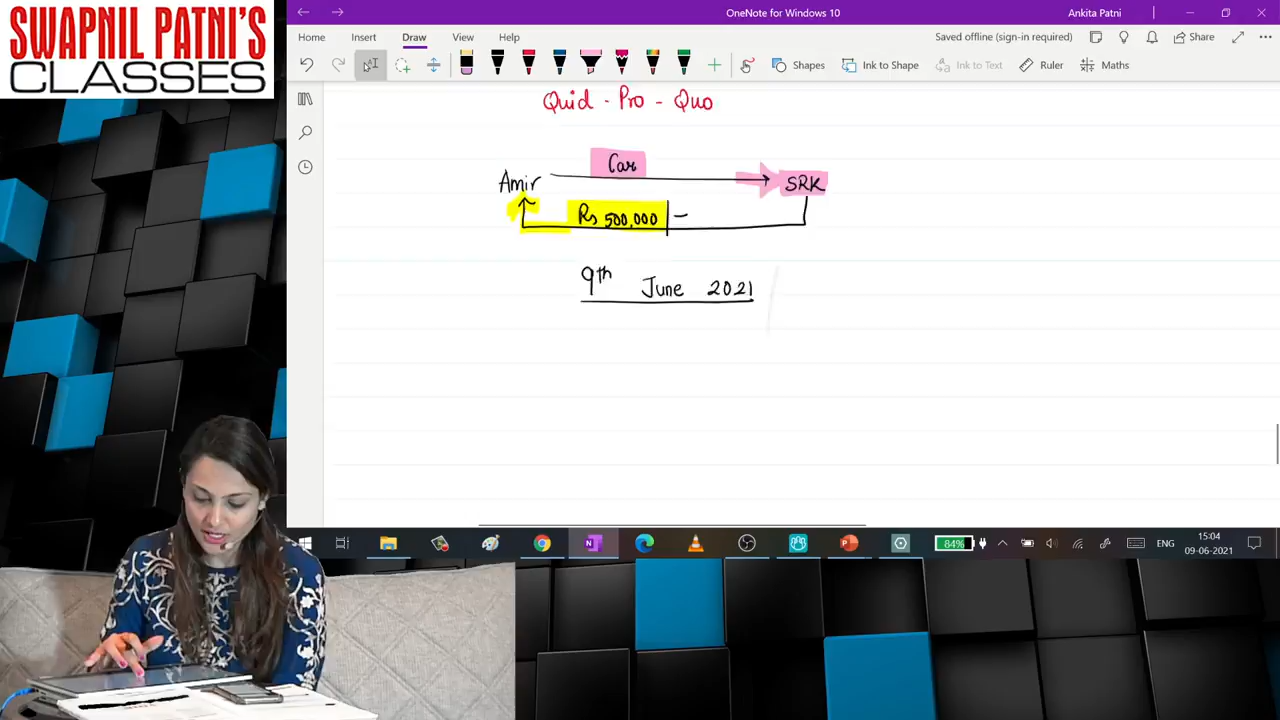 SWAPNIL PATNI'S
CLASSES
OneNote for Windows 10
Ankita Patni
Home Insert Draw View Help
Saved offline (sign-in required)
Share
Shapes
Ink to Shape
Ink to Text
Ruler
Maths
Quid - Pro - Quo
Car
Amir
SRK
Rs 500,000/-
9th June 2021
84%
ENG
15:04
09-06-2021